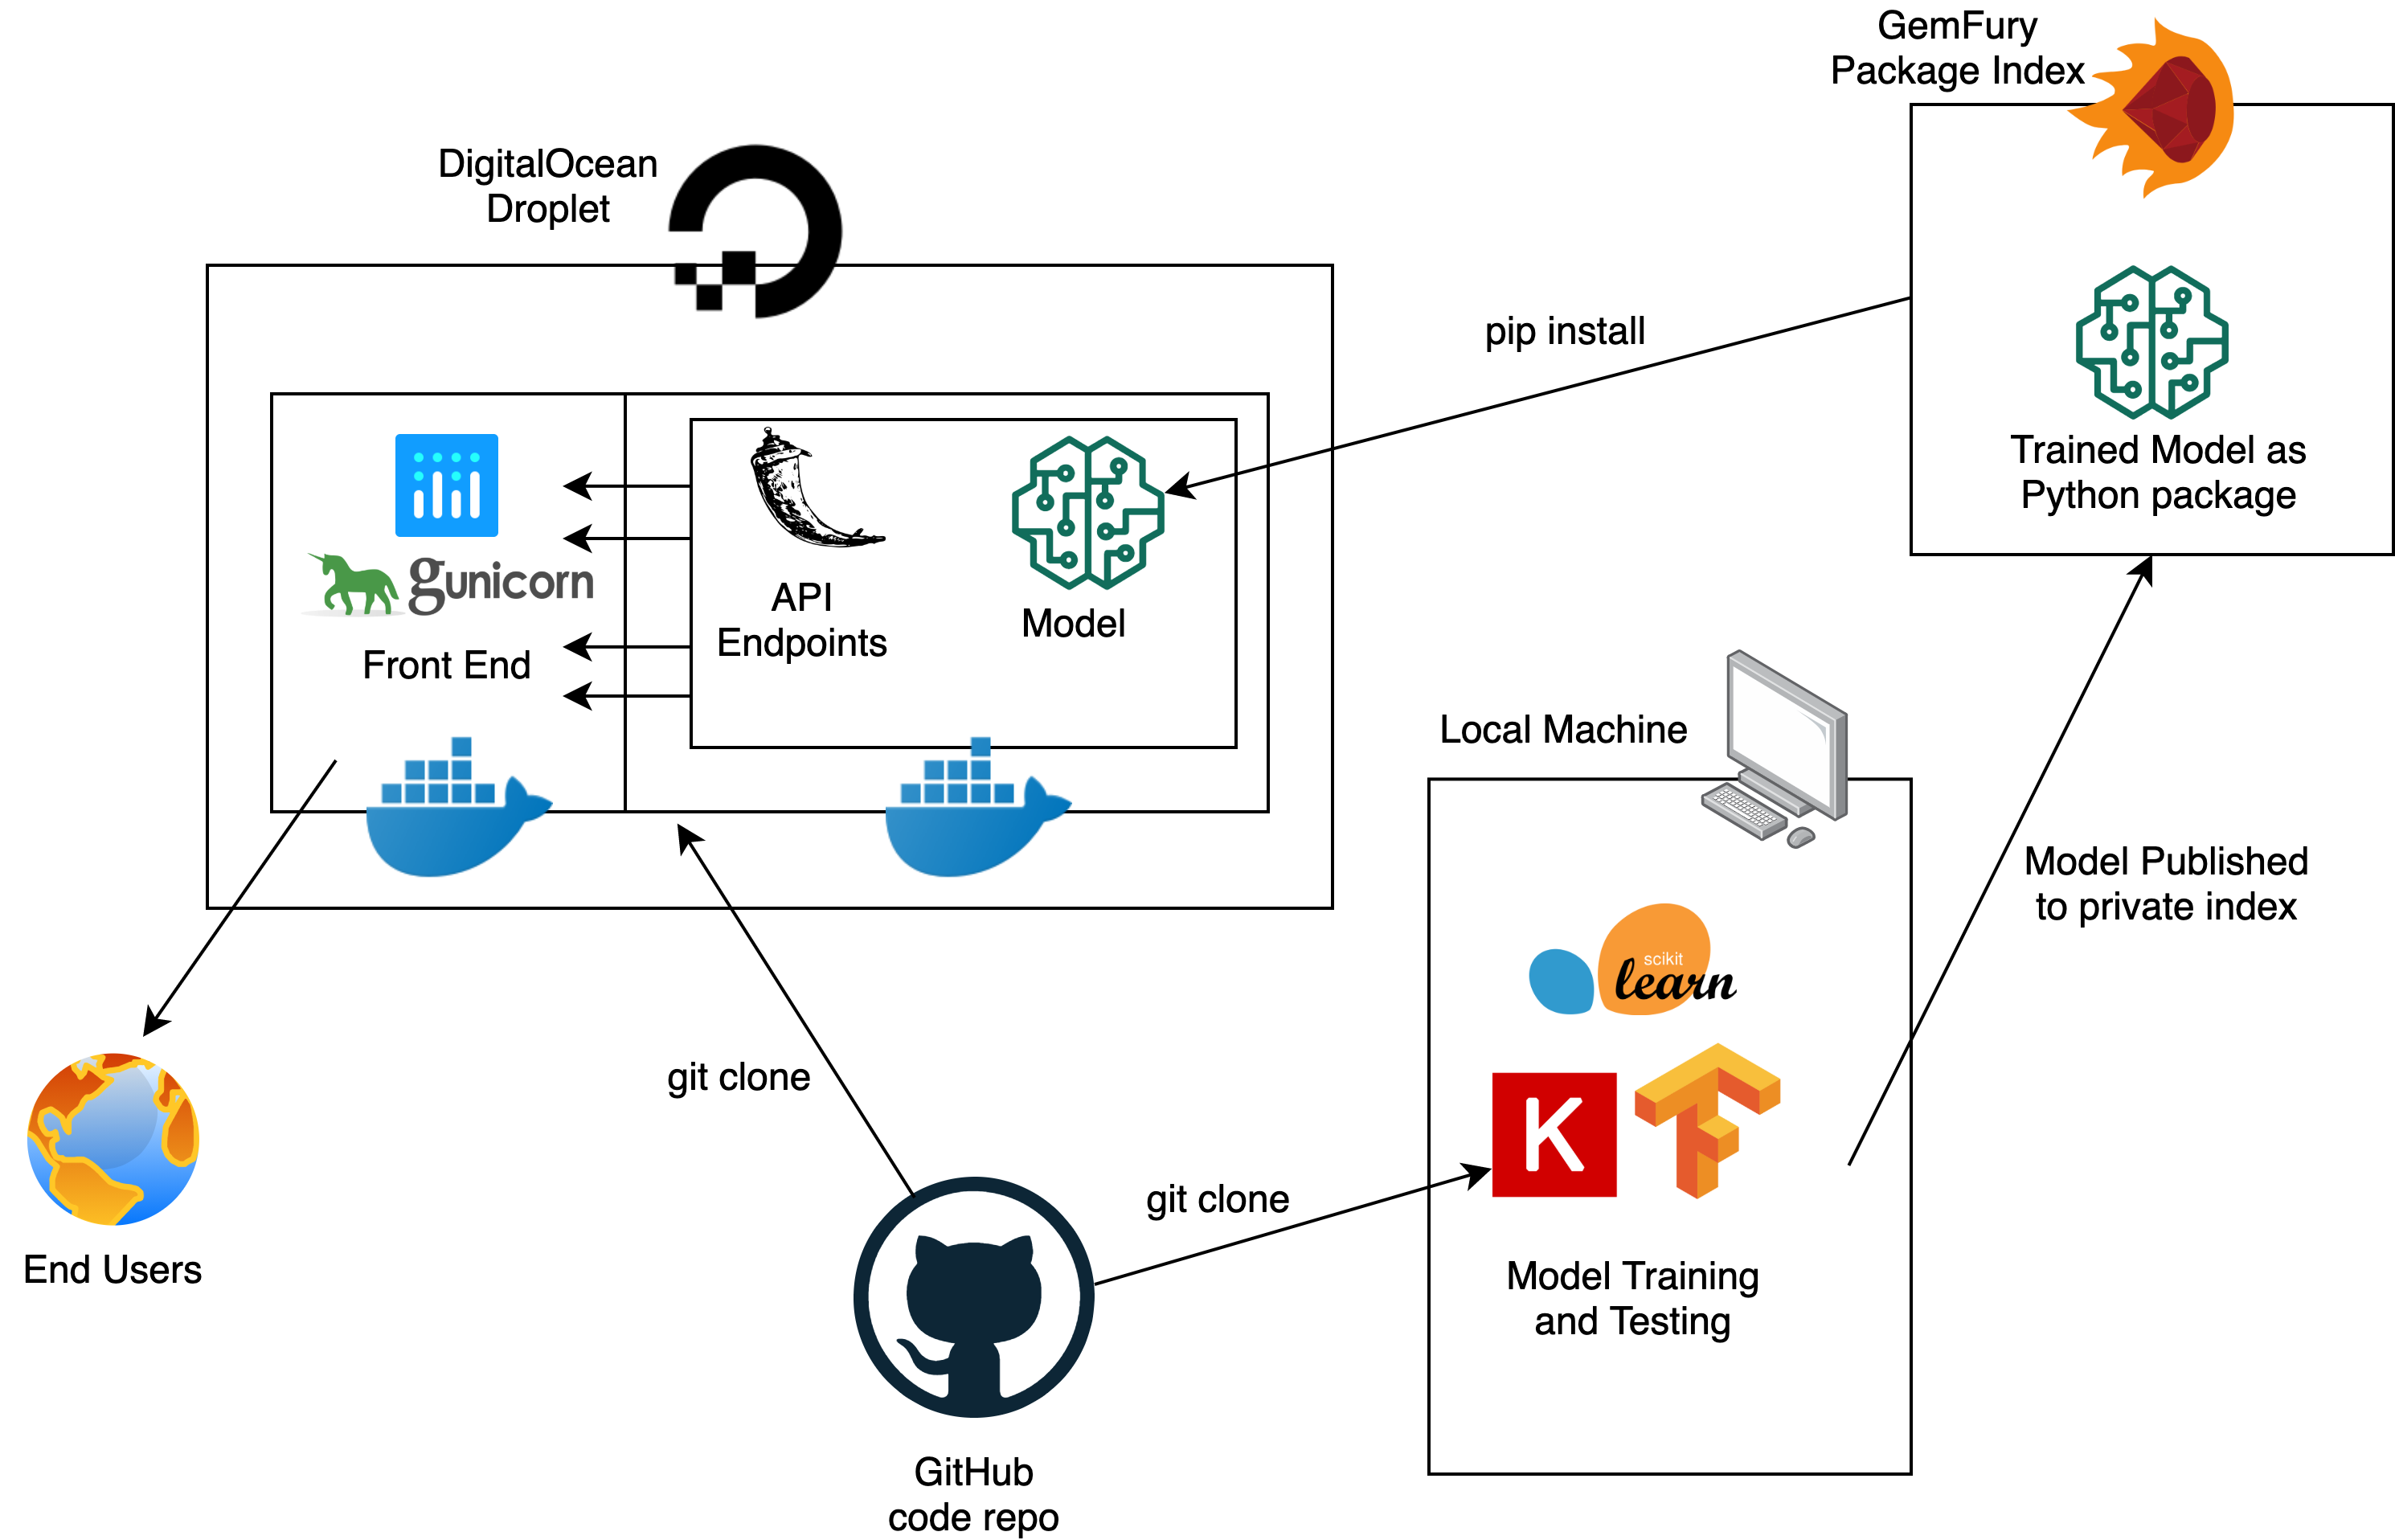 GemFury
Package Index
DigitalOcean
Droplet
pip install
Trained Model as
Python package
gunicorn
API
Endpoints
Model
Front End
Local Machine
Model Published
to private index
scikit
learn
git clone
K
git clone
Model Training
and Testing
End Users
GitHub
code repo